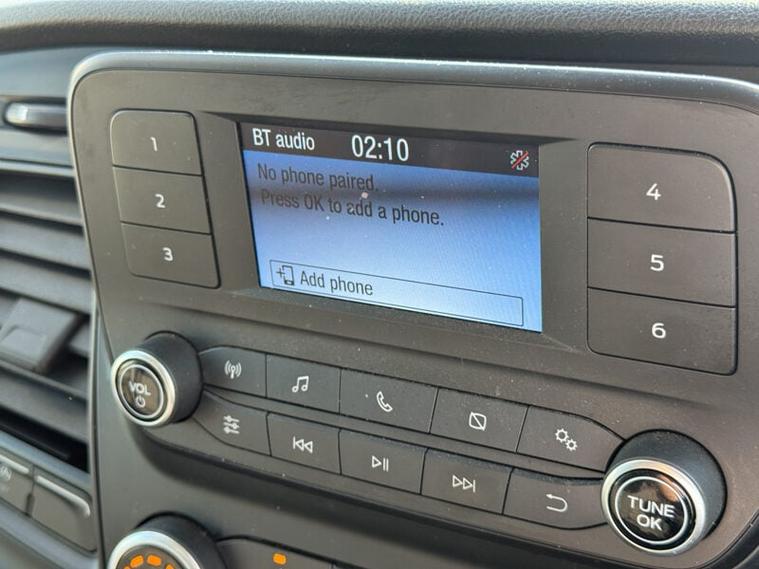 BT audio 02:10
No phone paired.
Press OK to add a phone.
Add phone
1
2
3
4
5
6
VOL
TUNE
OK